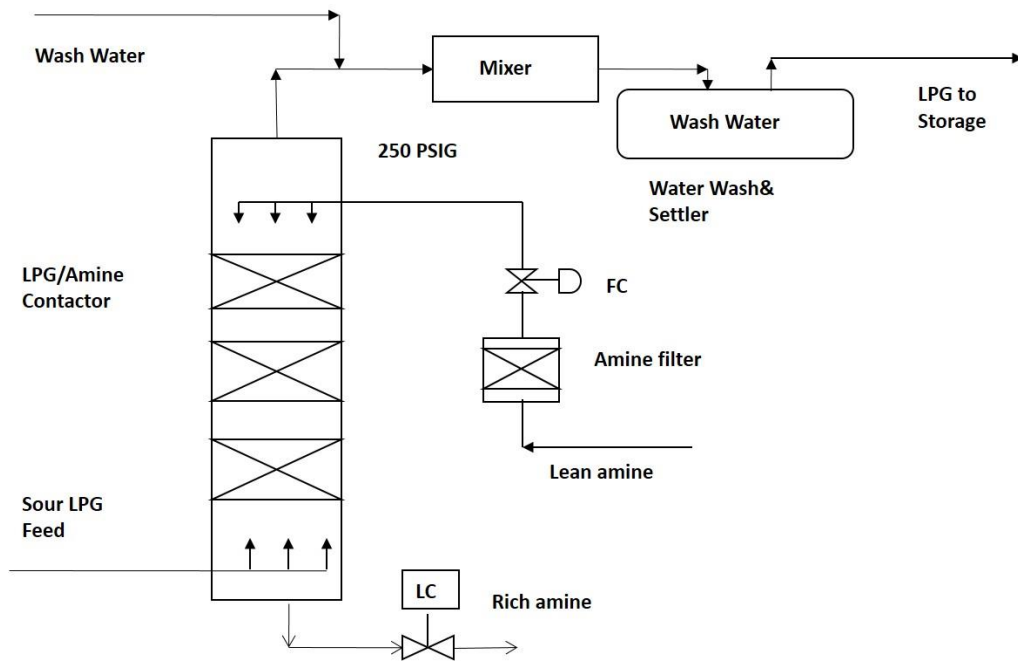 Wash Water
Mixer
Wash Water
LPG to
Storage
250 PSIG
Water Wash&
Settler
LPG/Amine
Contactor
FC
Amine filter
Lean amine
Sour LPG
Feed
LC
Rich amine